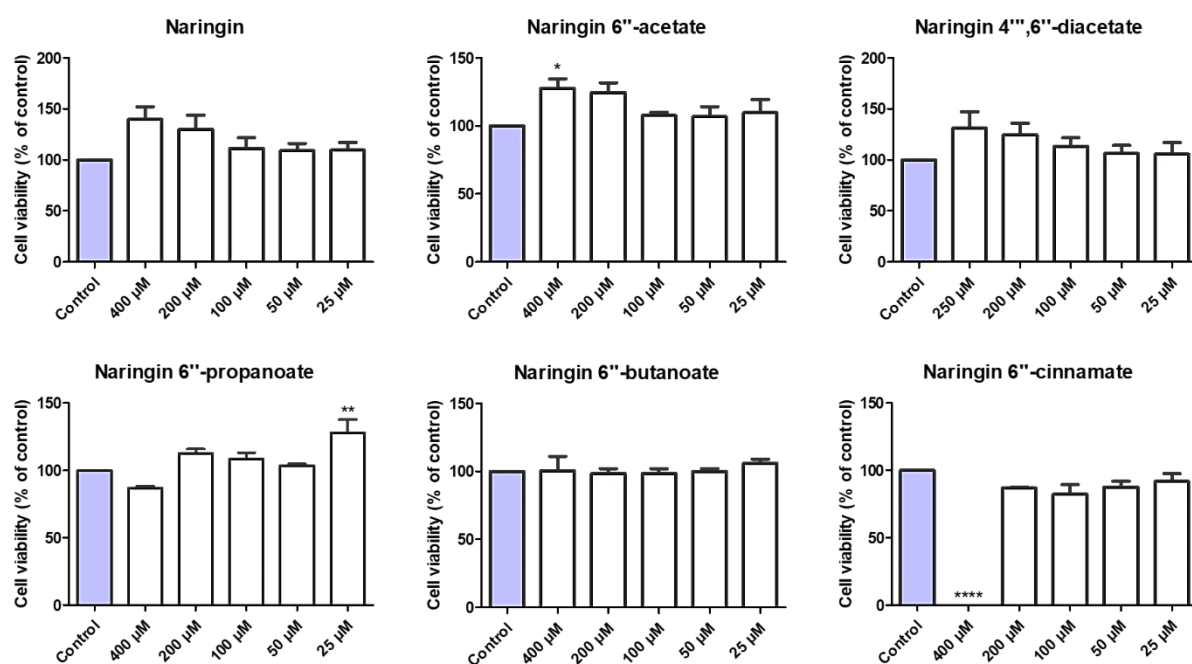 Naringin
Cell viability (% of control)
200
150
100
50
0
Control
400 µM
200 µM
100 µM
50 µM
25 µM
Naringin 6''-acetate
Cell viability (% of control)
150
100
50
0
*
Control
400 µM
200 µM
100 µM
50 µM
25 µM
Naringin 4''',6''-diacetate
Cell viability (% of control)
200
150
100
50
0
Control
250 µM
200 µM
100 µM
50 µM
25 µM
Naringin 6''-propanoate
Cell viability (% of control)
150
100
50
0
**
Control
400 µM
200 µM
100 µM
50 µM
25 µM
Naringin 6''-butanoate
Cell viability (% of control)
150
100
50
0
Control
400 µM
200 µM
100 µM
50 µM
25 µM
Naringin 6''-cinnamate
Cell viability (% of control)
150
100
50
0
****
Control
400 µM
200 µM
100 µM
50 µM
25 µM